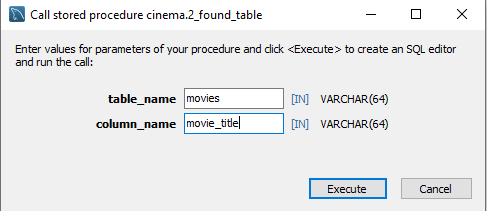 Call stored procedure cinema.2_found_table
Enter values for parameters of your procedure and click <Execute> to create an SQL editor
and run the call:
table_name movies [IN] VARCHAR(64)
column_name movie_title [IN] VARCHAR(64)
Execute Cancel